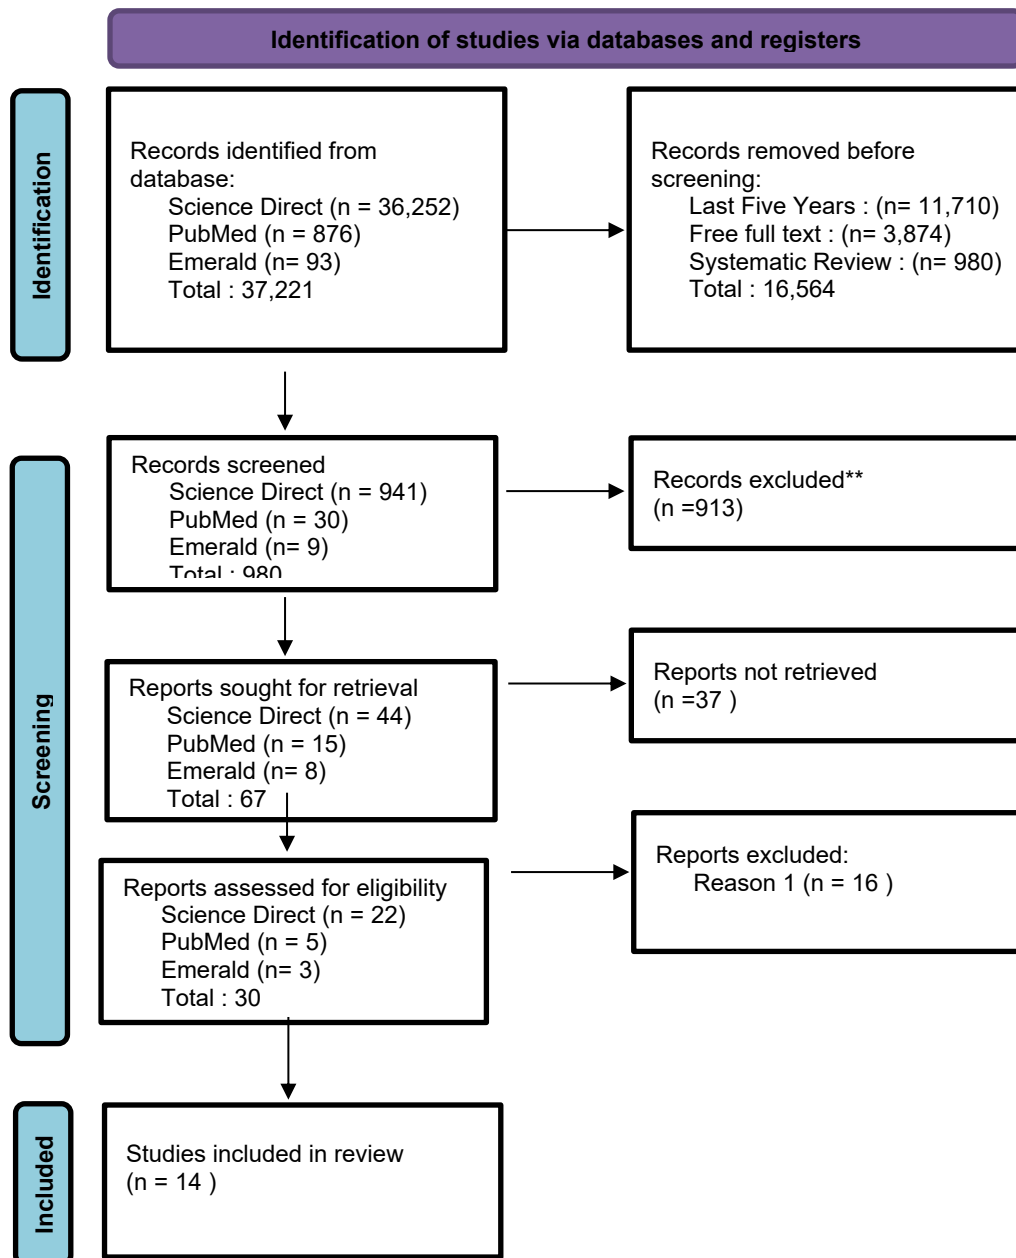 Identification of studies via databases and registers
Identification
Records identified from
database:
Science Direct (n = 36,252)
PubMed (n = 876)
Emerald (n= 93)
Total : 37,221
Records removed before
screening:
Last Five Years : (n= 11,710)
Free full text : (n= 3,874)
Systematic Review : (n= 980)
Total : 16,564
Screening
Records screened
Science Direct (n = 941)
PubMed (n = 30)
Emerald (n= 9)
Total : 980
Records excluded**
(n =913)
Reports sought for retrieval
Science Direct (n = 44)
PubMed (n = 15)
Emerald (n= 8)
Total : 67
Reports not retrieved
(n =37 )
Reports assessed for eligibility
Science Direct (n = 22)
PubMed (n = 5)
Emerald (n= 3)
Total : 30
Reports excluded:
Reason 1 (n = 16 )
Included
Studies included in review
(n = 14 )